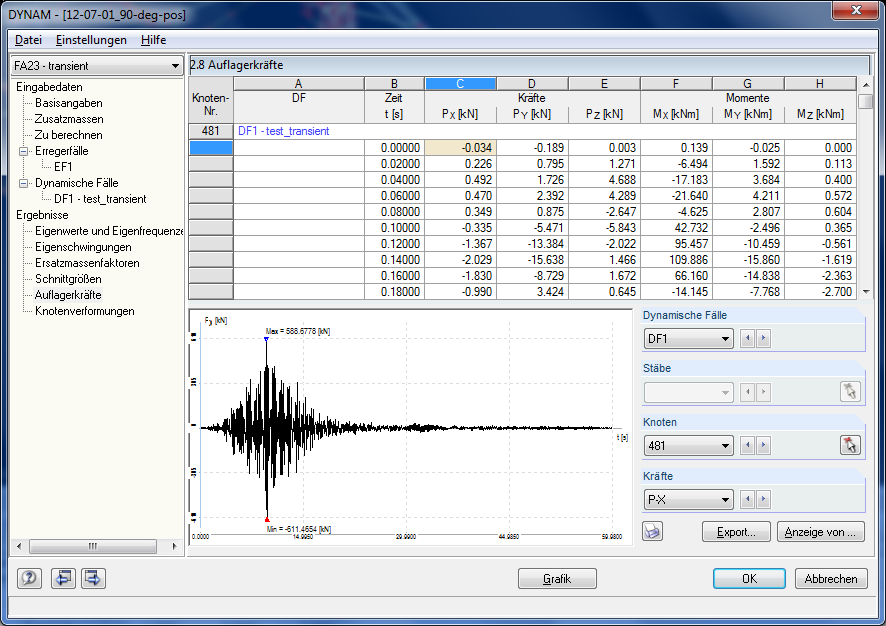 DYNAM - [12-07-01_90-deg-pos]
Datei Einstellungen Hilfe
FA23 - transient
2.8 Auflagerkräfte
Eingabedaten
Basisangaben
Zusatzmassen
Zu berechnen
Erregerfälle
EF1
Dynamische Fälle
DF1 - test_transient
Ergebnisse
Eigenwerte und Eigenfrequenze
Eigenschwingungen
Ersatzmassenfaktoren
Schnittgrößen
Auflagerkräfte
Knotenverformungen
A B C D E F G H
Knoten- DF Zeit Kräfte Momente
Nr. t [s] PX [kN] PY [kN] PZ [kN] MX [kNm] MY [kNm] MZ [kNm]
481 DF1 - test_transient
0.00000 -0.034 -0.189 0.003 0.139 -0.025 0.000
0.02000 0.226 0.795 1.271 -6.494 1.592 0.113
0.04000 0.492 1.726 4.688 -17.183 3.684 0.400
0.06000 0.470 2.392 4.289 -21.640 4.211 0.572
0.08000 0.349 0.875 -2.647 -4.625 2.807 0.604
0.10000 -0.335 -5.471 -5.843 42.732 -2.496 0.365
0.12000 -1.367 -13.384 -2.022 95.457 -10.459 -0.561
0.14000 -2.029 -15.638 1.466 109.886 -15.860 -1.619
0.16000 -1.830 -8.729 1.672 66.160 -14.838 -2.363
0.18000 -0.990 3.424 0.645 -14.145 -7.768 -2.700
[kN]
Max = 588.6778 [kN]
t [s]
Min = -611.4654 [kN]
0.0000 14.9950 29.9900 44.9850 59.9800
Dynamische Fälle
DF1
Stäbe
Knoten
481
Kräfte
P-X
Export... Anzeige von ...
Grafik OK Abbrechen